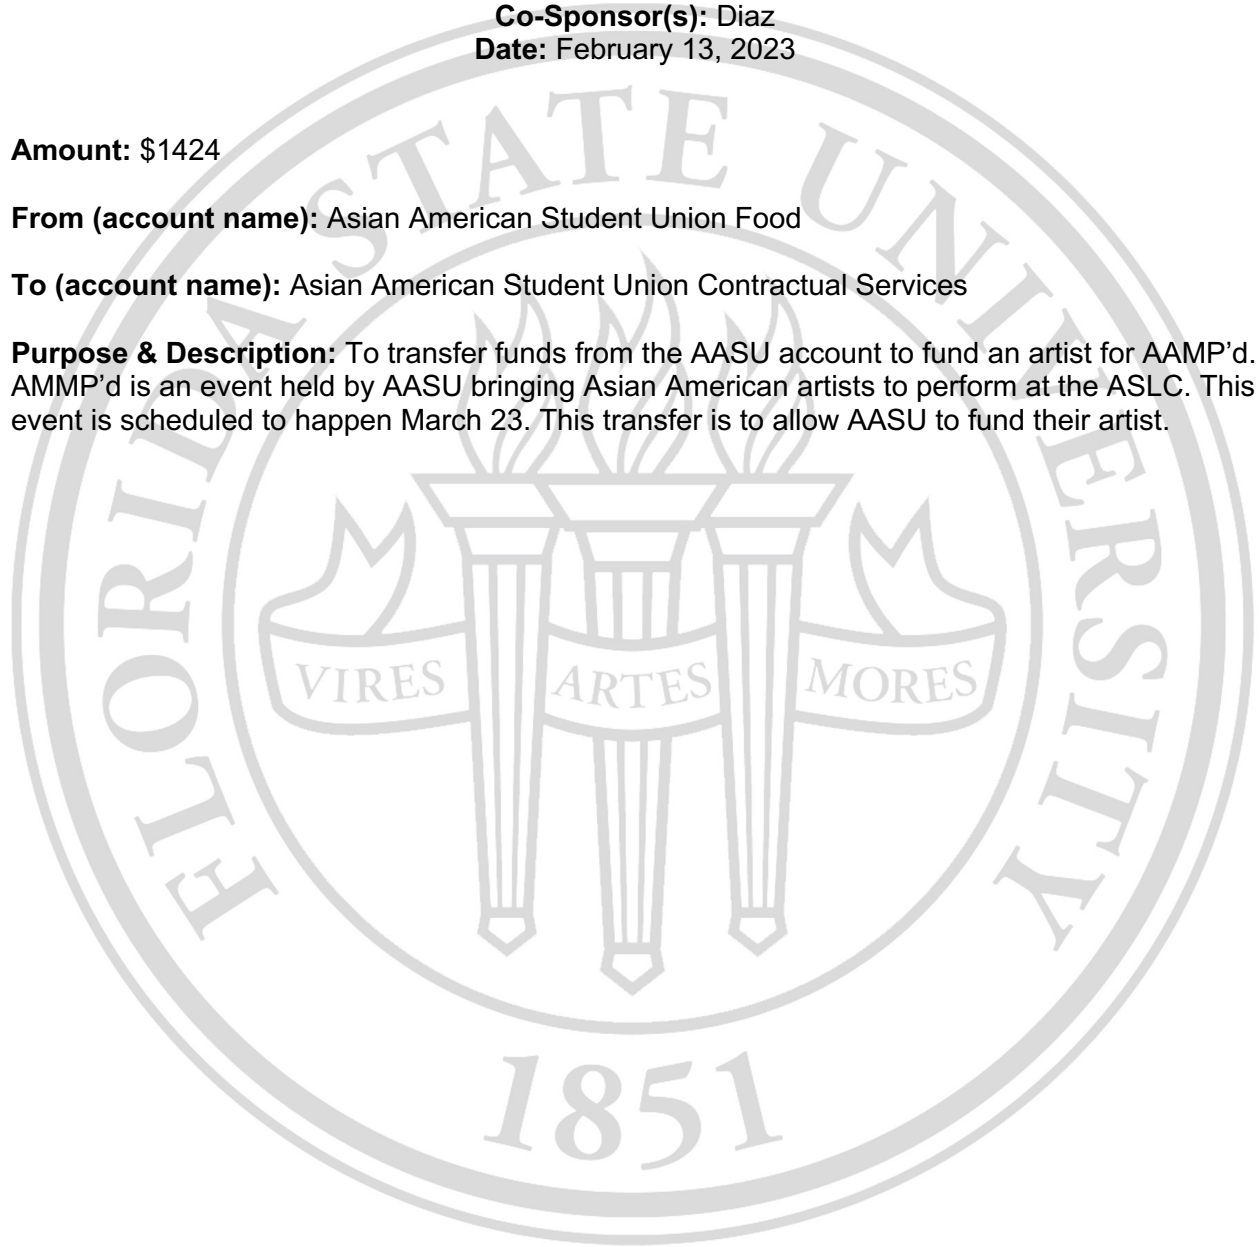 Co-Sponsor(s): Diaz
Date: February 13, 2023
Amount: $1424
From (account name): Asian American Student Union Food
To (account name): Asian American Student Union Contractual Services
Purpose & Description: To transfer funds from the AASU account to fund an artist for AAMP’d.
AMMP’d is an event held by AASU bringing Asian American artists to perform at the ASLC. This
event is scheduled to happen March 23. This transfer is to allow AASU to fund their artist.
FLORIDA STATE UNIVERSITY
VIRES ARTES MORES
1851